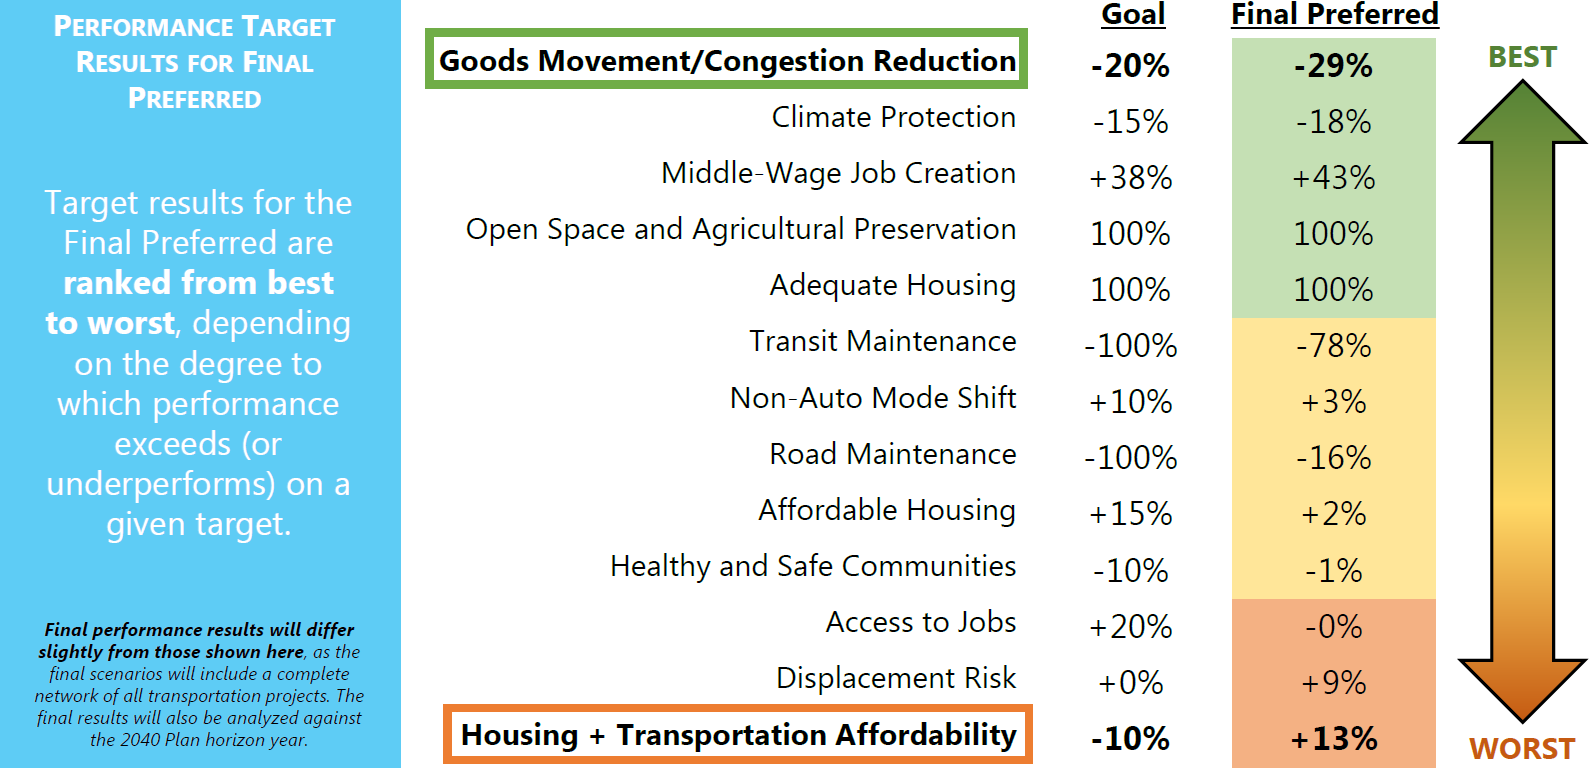 PERFORMANCE TARGET
RESULTS FOR FINAL
PREFERRED
Target results for the
Final Preferred are
ranked from best
to worst, depending
on the degree to
which performance
exceeds (or
underperforms) on a
given target.
Final performance results will differ
slightly from those shown here, as the
final scenarios will include a complete
network of all transportation projects. The
final results will also be analyzed against
the 2040 Plan horizon year.
Goal Final Preferred
Goods Movement/Congestion Reduction -20% -29%
Climate Protection -15% -18%
Middle-Wage Job Creation +38% +43%
Open Space and Agricultural Preservation 100% 100%
Adequate Housing 100% 100%
Transit Maintenance -100% -78%
Non-Auto Mode Shift +10% +3%
Road Maintenance -100% -16%
Affordable Housing +15% +2%
Healthy and Safe Communities -10% -1%
Access to Jobs +20% -0%
Displacement Risk +0% +9%
Housing + Transportation Affordability -10% +13%
BEST
WORST